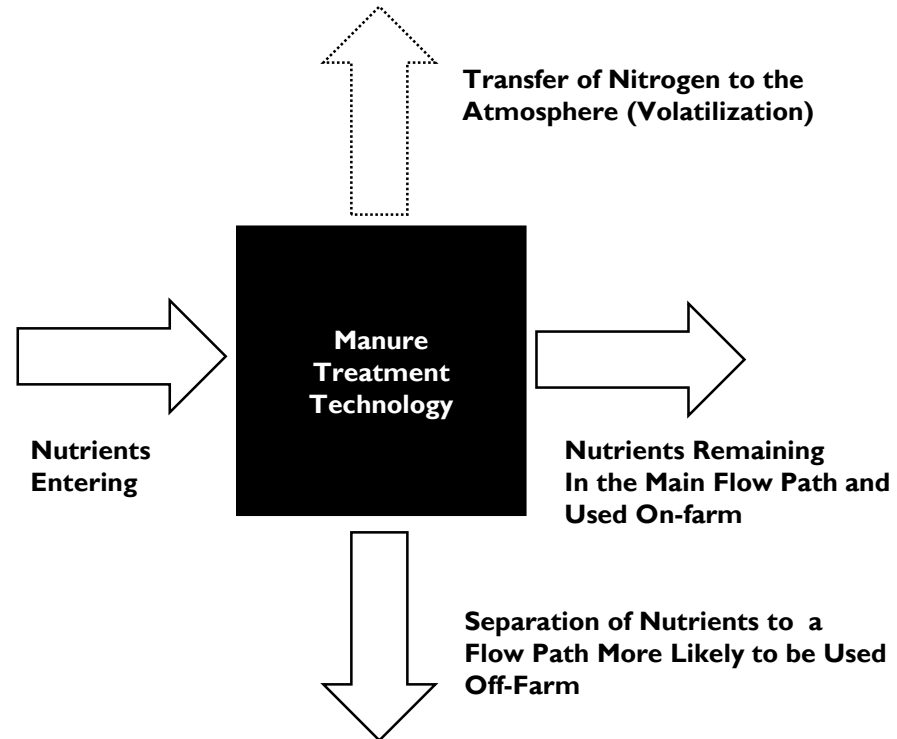 Transfer of Nitrogen to the
Atmosphere (Volatilization)
Manure
Treatment
Technology
Nutrients
Entering
Nutrients Remaining
In the Main Flow Path and
Used On-farm
Separation of Nutrients to a
Flow Path More Likely to be Used
Off-Farm